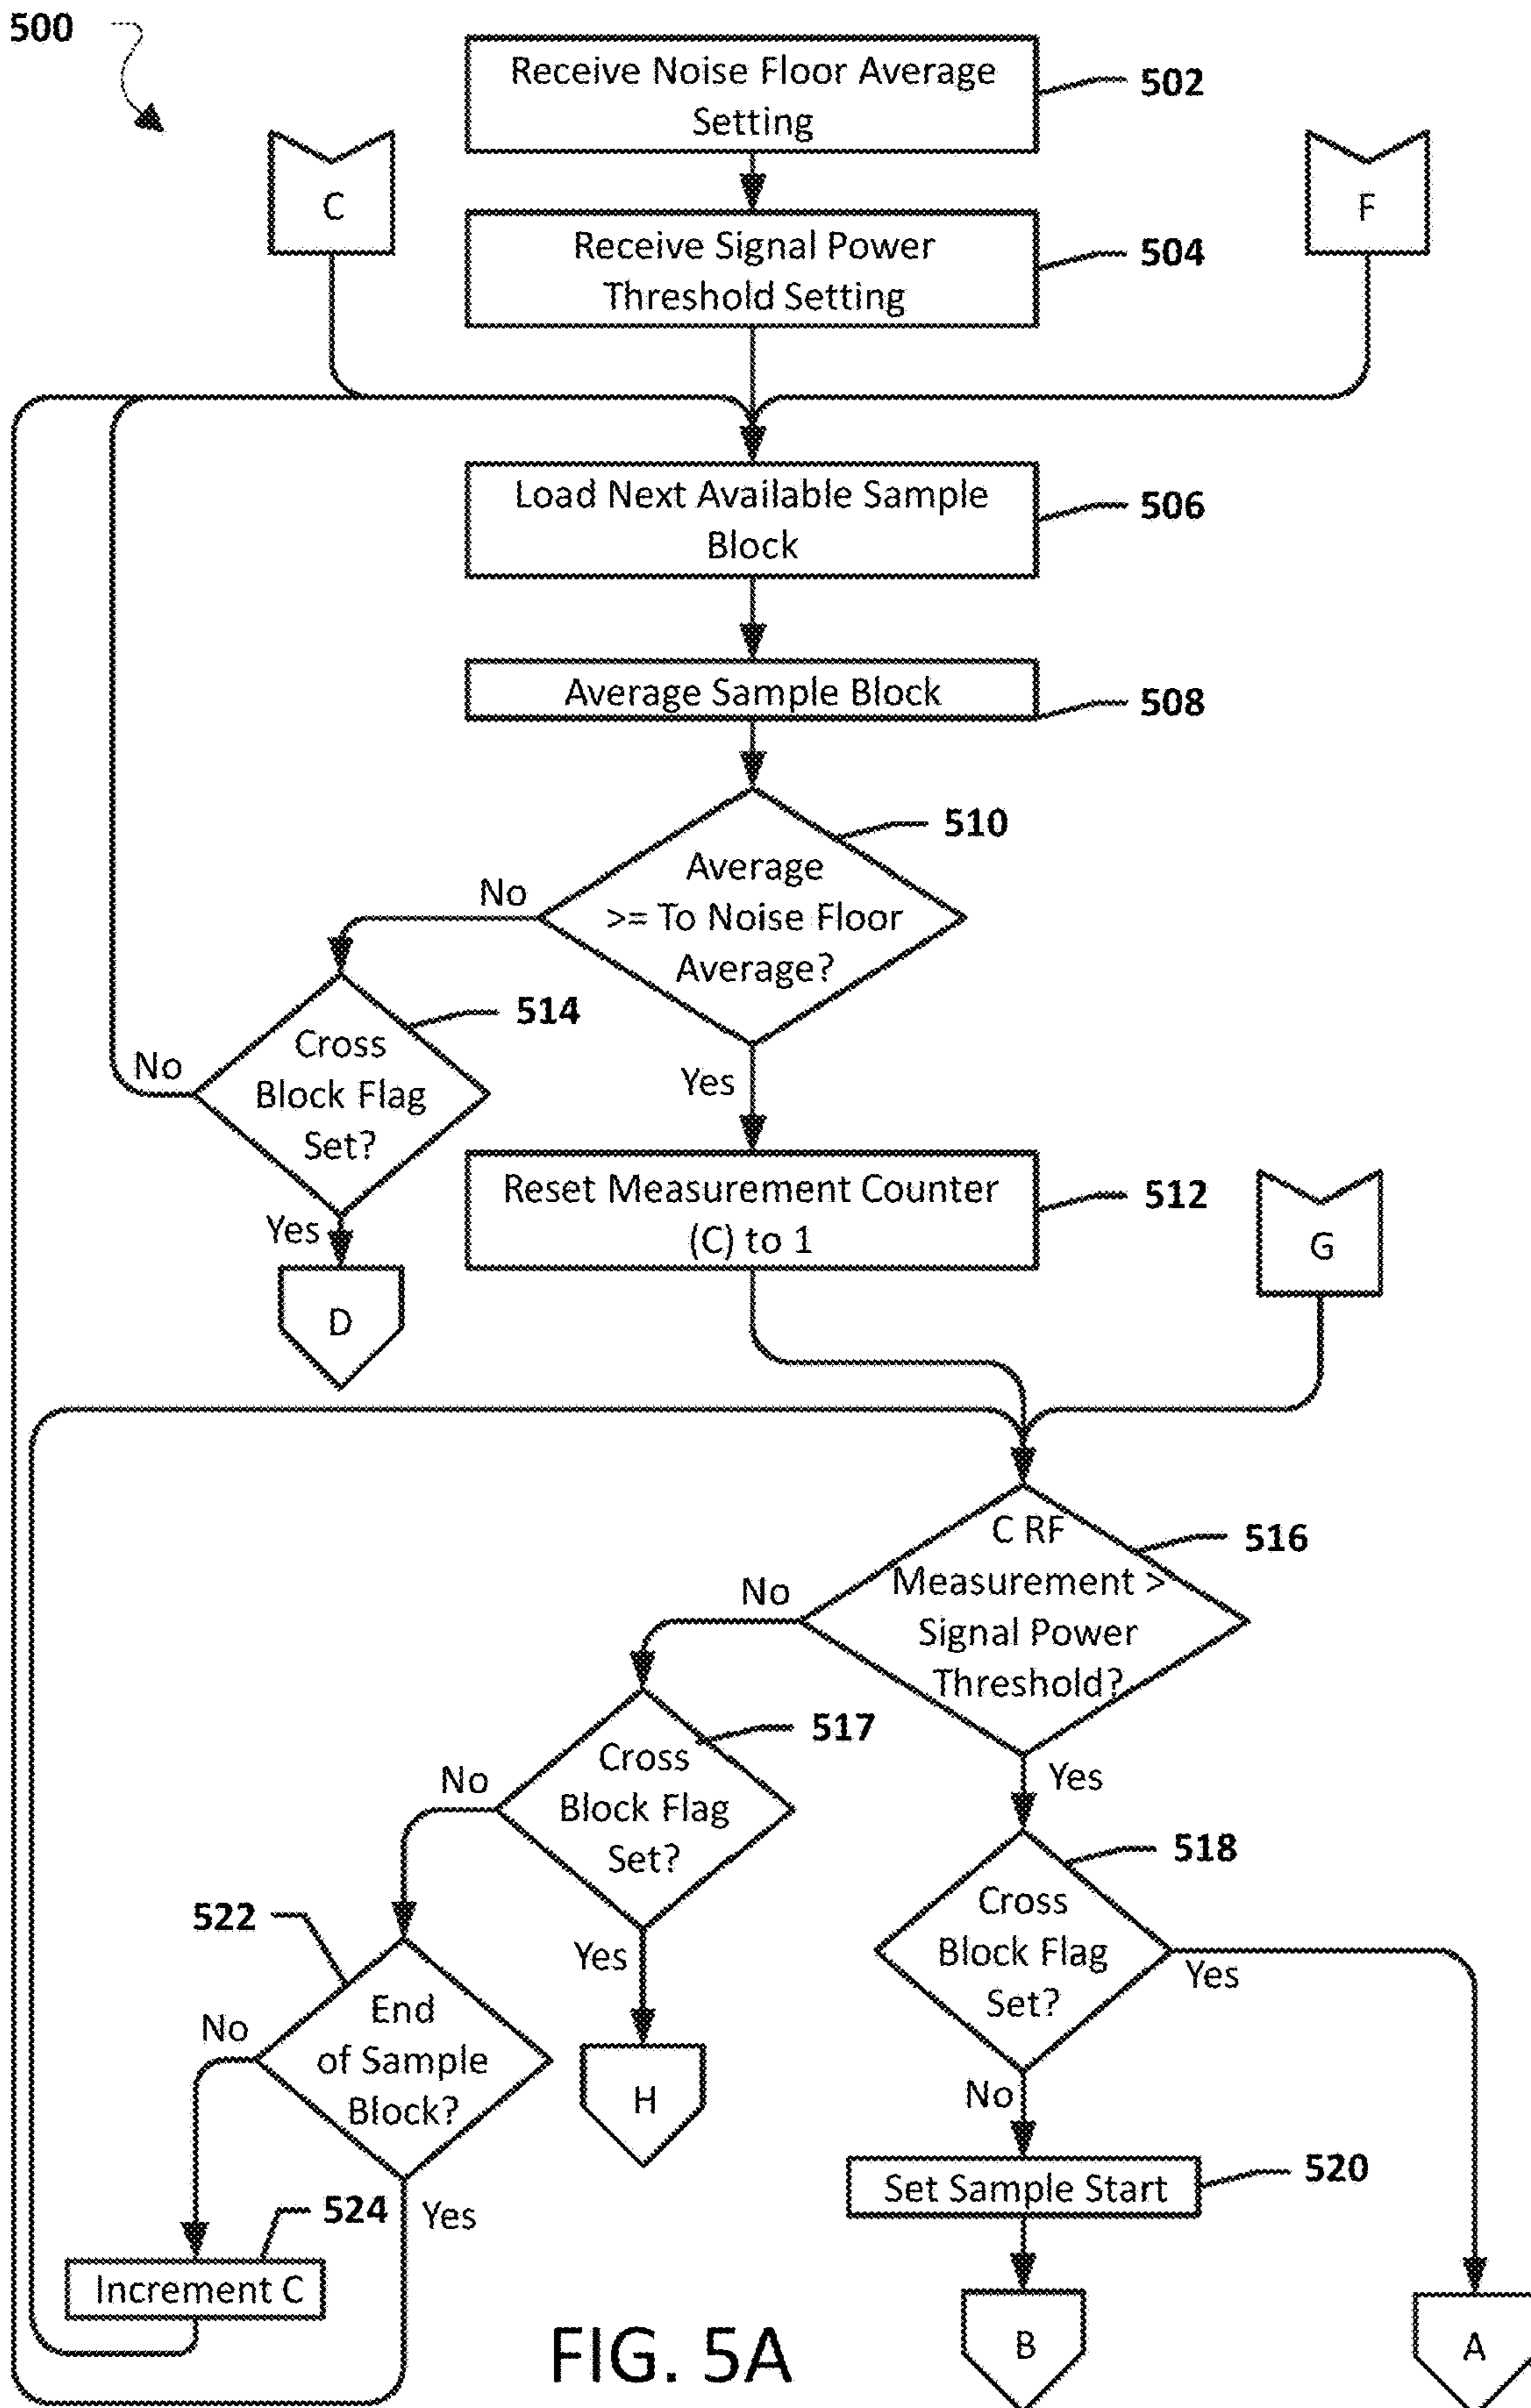 500
Receive Noise Floor Average
Setting
502
C
F
Receive Signal Power
Threshold Setting
504
Load Next Available Sample
Block
506
Average Sample Block
508
510
Average
>= To Noise Floor
Average?
No
514
Cross
Block Flag
Set?
No
Yes
Yes
D
Reset Measurement Counter
(C) to 1
512
G
C RF
Measurement >
Signal Power
Threshold?
516
No
517
Cross
Block Flag
Set?
No
Yes
Yes
518
Cross
Block Flag
Set?
Yes
522
End
of Sample
Block?
No
H
No
Set Sample Start
520
524
Yes
Increment C
B
A
FIG. 5A